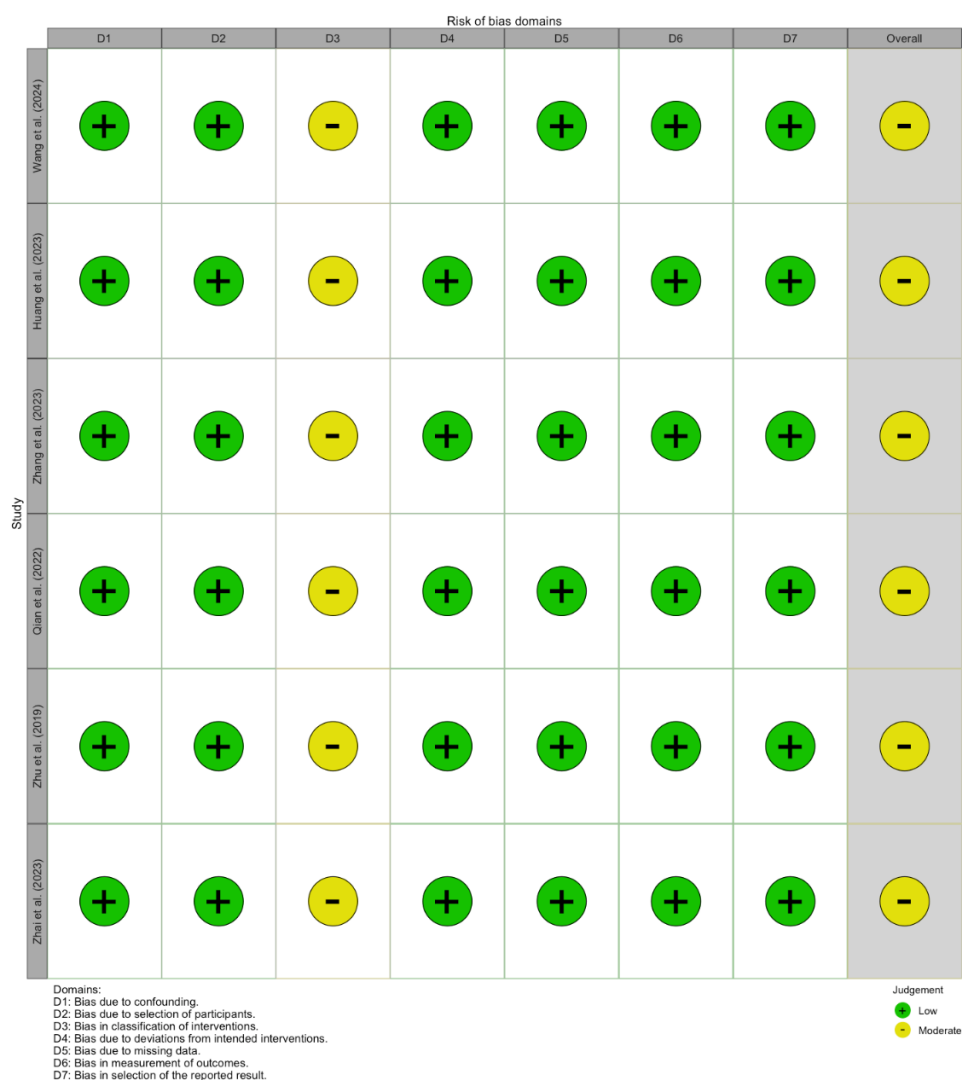 Risk of bias domains
D1 D2 D3 D4 D5 D6 D7 Overall
Study
Wang et al. (2024)
+ + - + + + + -
Huang et al. (2023)
+ + - + + + + -
Zhang et al. (2023)
+ + - + + + + -
Qian et al. (2022)
+ + - + + + + -
Zhu et al. (2019)
+ + - + + + + -
Zhai et al. (2023)
+ + - + + + + -
Domains:
D1: Bias due to confounding.
D2: Bias due to selection of participants.
D3: Bias in classification of interventions.
D4: Bias due to deviations from intended interventions.
D5: Bias due to missing data.
D6: Bias in measurement of outcomes.
D7: Bias in selection of the reported result.
Judgement
+ Low
- Moderate